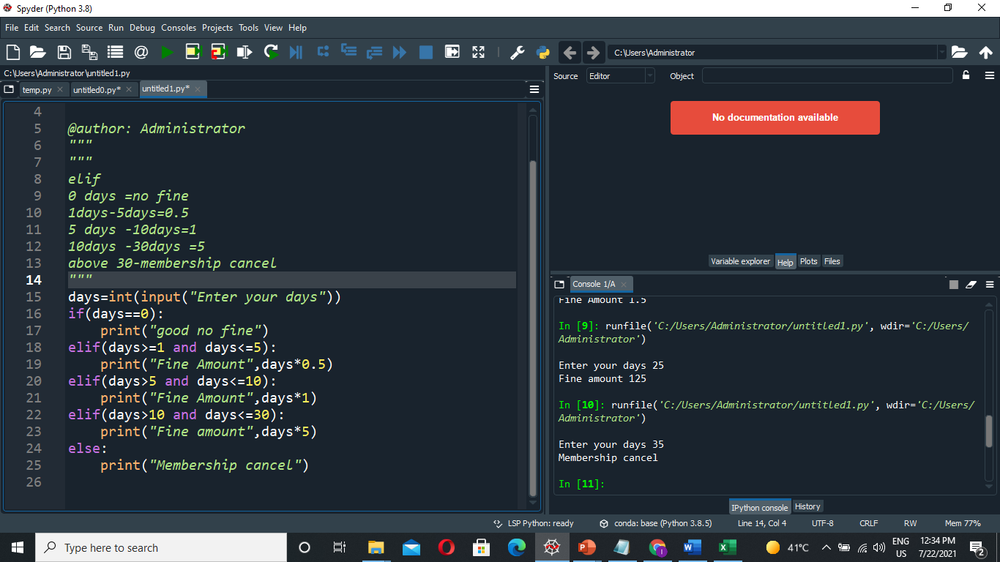 Spyder (Python 3.8)
File Edit Search Source Run Debug Consoles Projects Tools View Help
C:\Users\Administrator
C:\Users\Administrator\untitled1.py
temp.py untitled0.py* untitled1.py*
4
5 @author: Administrator
6 """
7 """
8 elif
9 0 days =no fine
10 1days-5days=0.5
11 5 days -10days=1
12 10days -30days =5
13 above 30-membership cancel
14 """
15 days=int(input("Enter your days"))
16 if(days==0):
17     print("good no fine")
18 elif(days>=1 and days<=5):
19     print("Fine Amount",days*0.5)
20 elif(days>5 and days<=10):
21     print("Fine Amount",days*1)
22 elif(days>10 and days<=30):
23     print("Fine amount",days*5)
24 else:
25     print("Membership cancel")
26
Source Editor Object
No documentation available
Variable explorer Help Plots Files
Console 1/A
Fine Amount 1.5
In [9]: runfile('C:/Users/Administrator/untitled1.py', wdir='C:/Users/
Administrator')
Enter your days 25
Fine amount 125
In [10]: runfile('C:/Users/Administrator/untitled1.py', wdir='C:/Users/
Administrator')
Enter your days 35
Membership cancel
In [11]:
IPython console History
LSP Python: ready conda: base (Python 3.8.5) Line 14, Col 4 UTF-8 CRLF RW Mem 77%
Type here to search
41°C
ENG
US
12:34 PM
7/22/2021
2